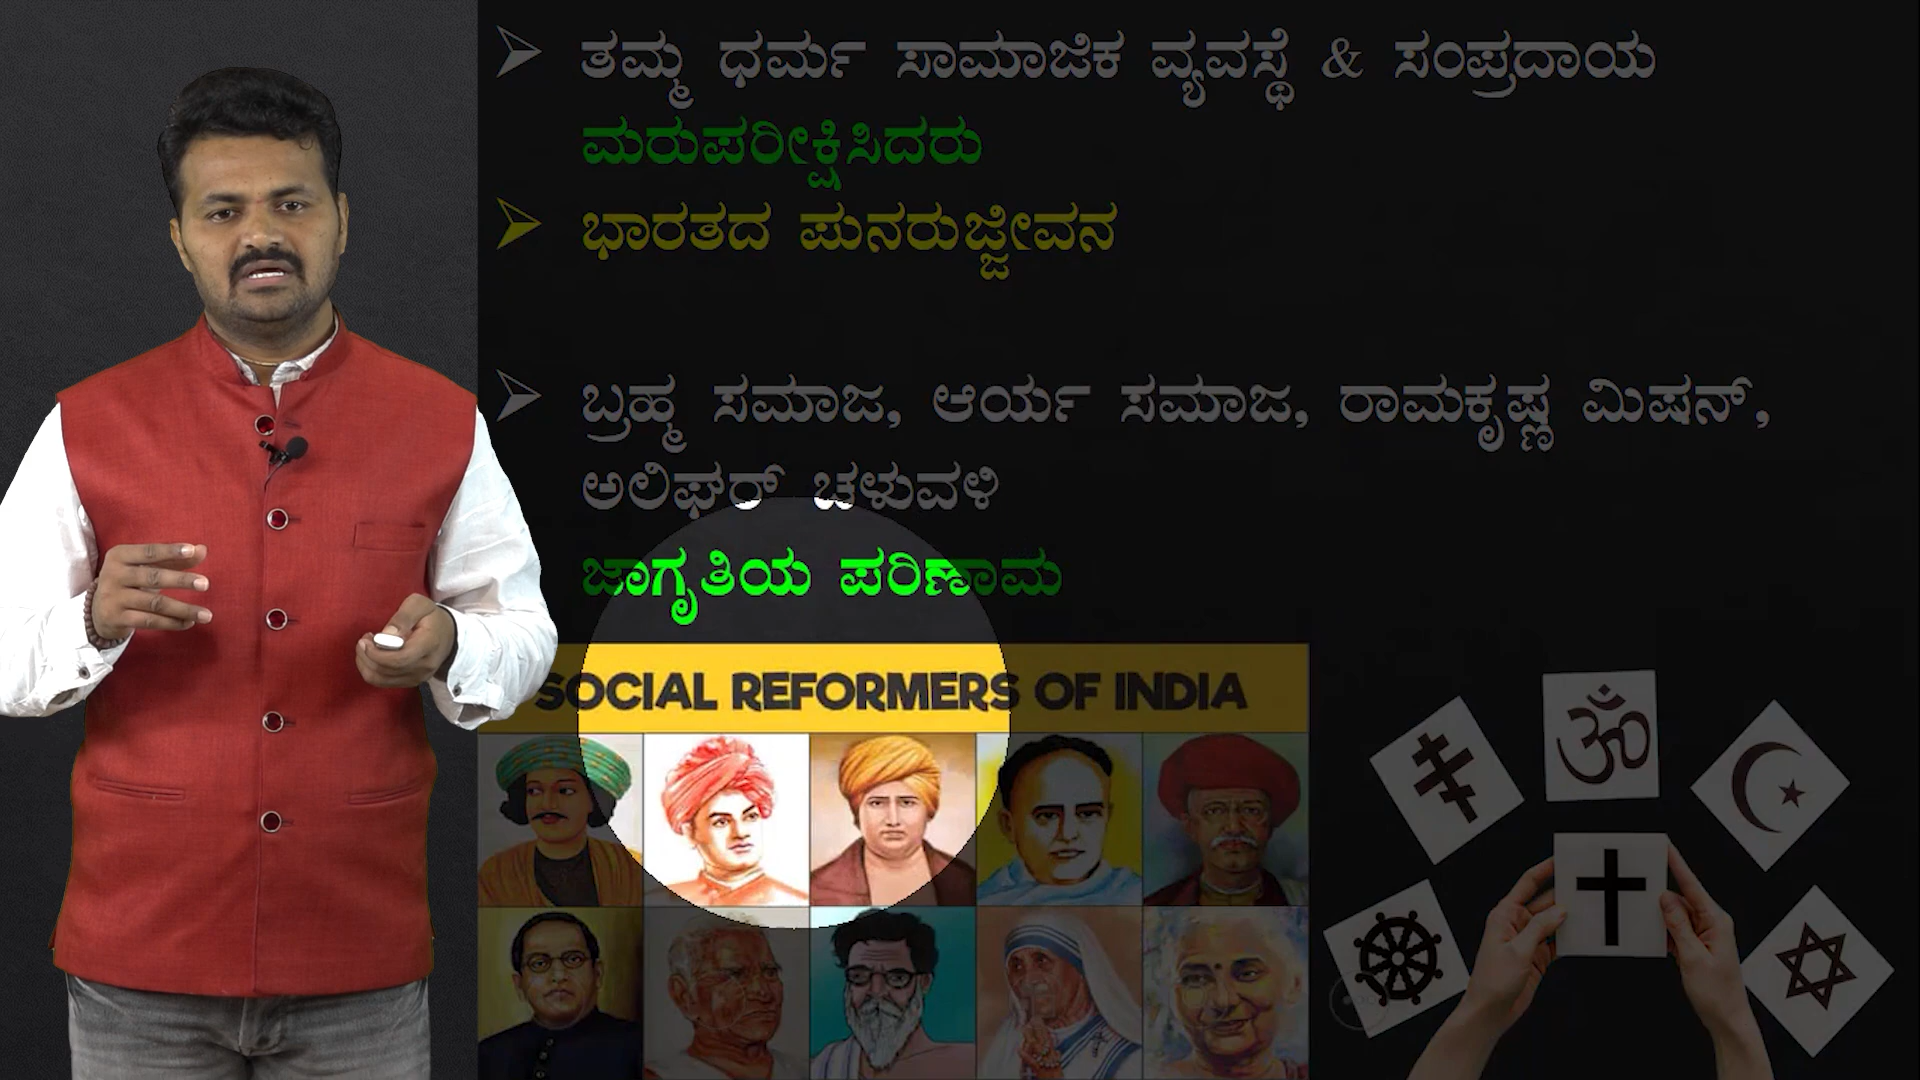 ತಮ್ಮ ಧರ್ಮ ಸಾಮಾಜಿಕ ವ್ಯವಸ್ಥೆ & ಸಂಪ್ರದಾಯ
ಮರುಪರೀಕ್ಷಿಸಿದರು
ಭಾರತದ ಪುನರುಜ್ಜೀವನ
ಬ್ರಹ್ಮ ಸಮಾಜ, ಆರ್ಯ ಸಮಾಜ, ರಾಮಕೃಷ್ಣ ಮಿಷನ್,
ಅಲಿಘರ್ ಚಳುವಳಿ
ಜಾಗೃತಿಯ ಪರಿಣಾಮ
SOCIAL REFORMERS OF INDIA
ॐ